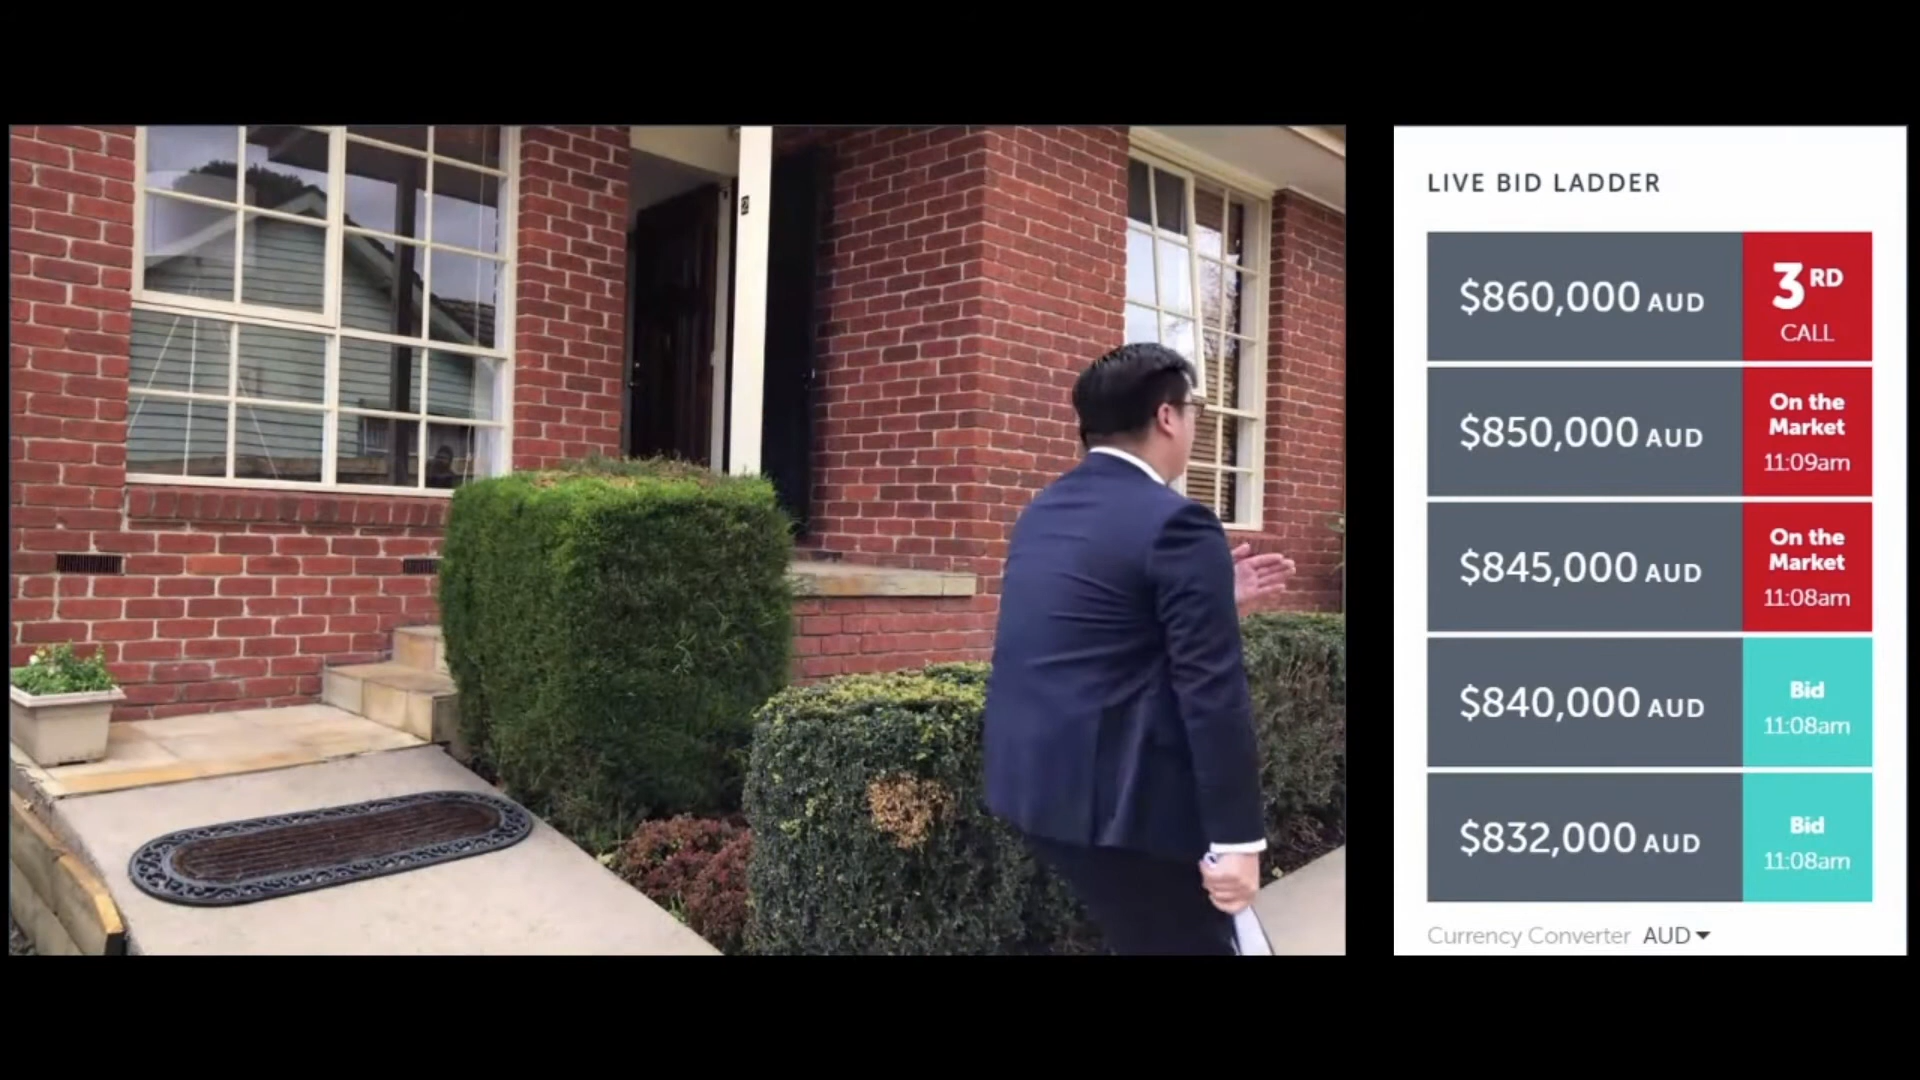 LIVE BID LADDER
$860,000 AUD
3RD
CALL
$850,000 AUD
On the
Market
11:09am
$845,000 AUD
On the
Market
11:08am
$840,000 AUD
Bid
11:08am
$832,000 AUD
Bid
11:08am
Currency Converter AUD
2